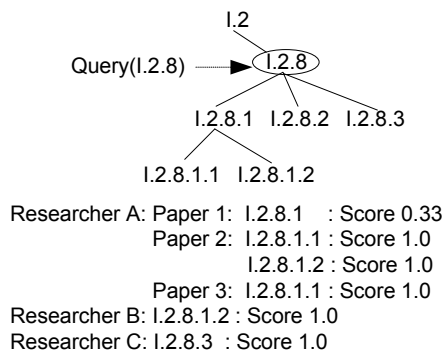 I.2
Query(I.2.8)
I.2.8
I.2.8.1 I.2.8.2 I.2.8.3
I.2.8.1.1 I.2.8.1.2
Researcher A: Paper 1: I.2.8.1 : Score 0.33
Paper 2: I.2.8.1.1 : Score 1.0
I.2.8.1.2 : Score 1.0
Paper 3: I.2.8.1.1 : Score 1.0
Researcher B: I.2.8.1.2 : Score 1.0
Researcher C: I.2.8.3 : Score 1.0